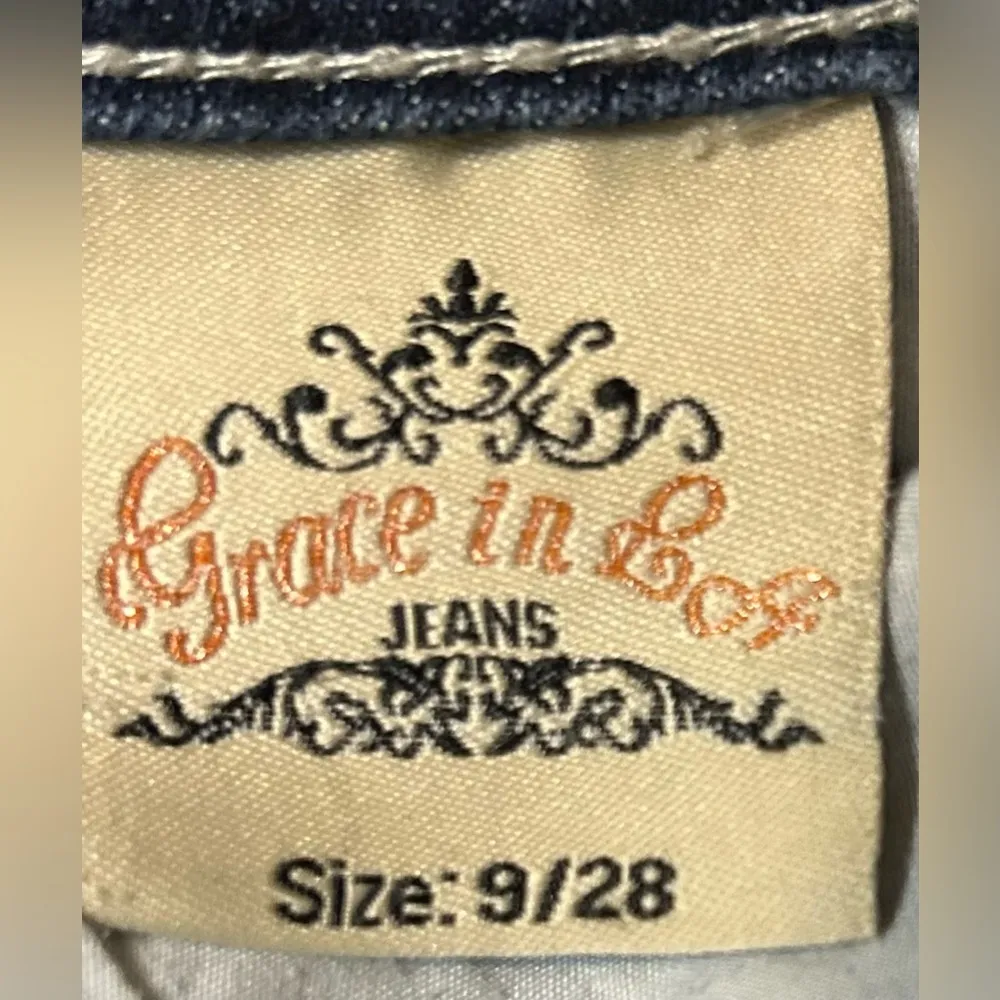 Grace in LA
JEANS
Size: 9/28